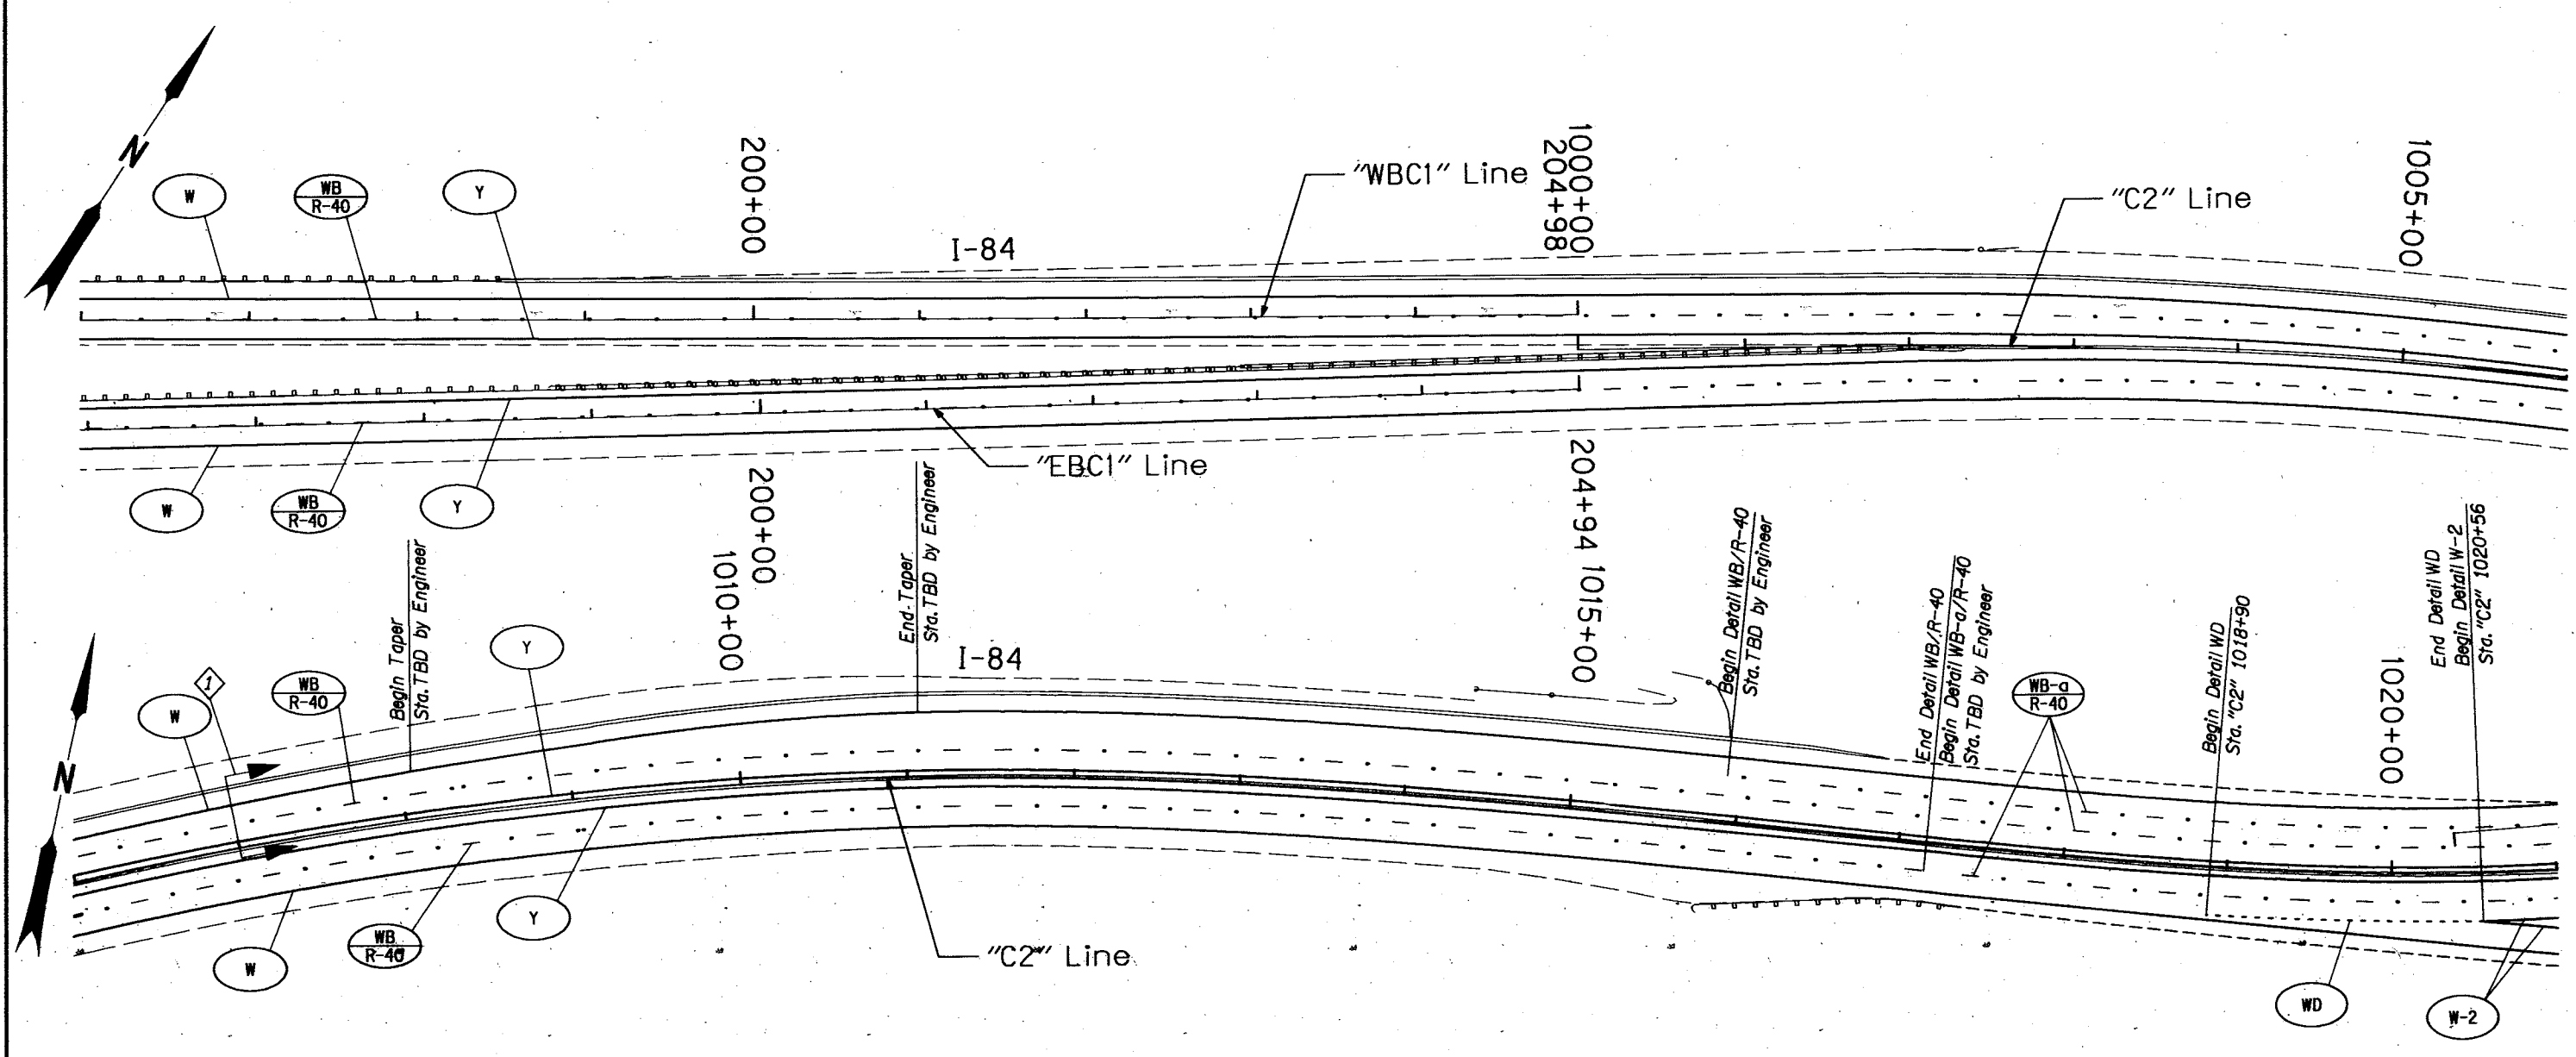 N
W
WB
R-40
Y
200+00
I-84
"WBC1" Line
1000+00
204+98
"C2" Line
1005+00
W
WB
R-40
Y
"EBC1" Line
200+00
204+94
N
1
W
WB
R-40
Begin Taper
Sta. TBD by Engineer
Y
1010+00
End Taper
Sta. TBD by Engineer
I-84
1015+00
Begin Detail WB/R-40
Sta. TBD by Engineer
End Detail WB/R-40
Begin Detail WB-a/R-40
Sta. TBD by Engineer
WB-a
R-40
Begin Detail WD
Sta. "C2" 1018+90
1020+00
End Detail WD
Begin Detail W-2
Sta. "C2" 1020+56
W
WB
R-40
Y
"C2" Line
WD
W-2